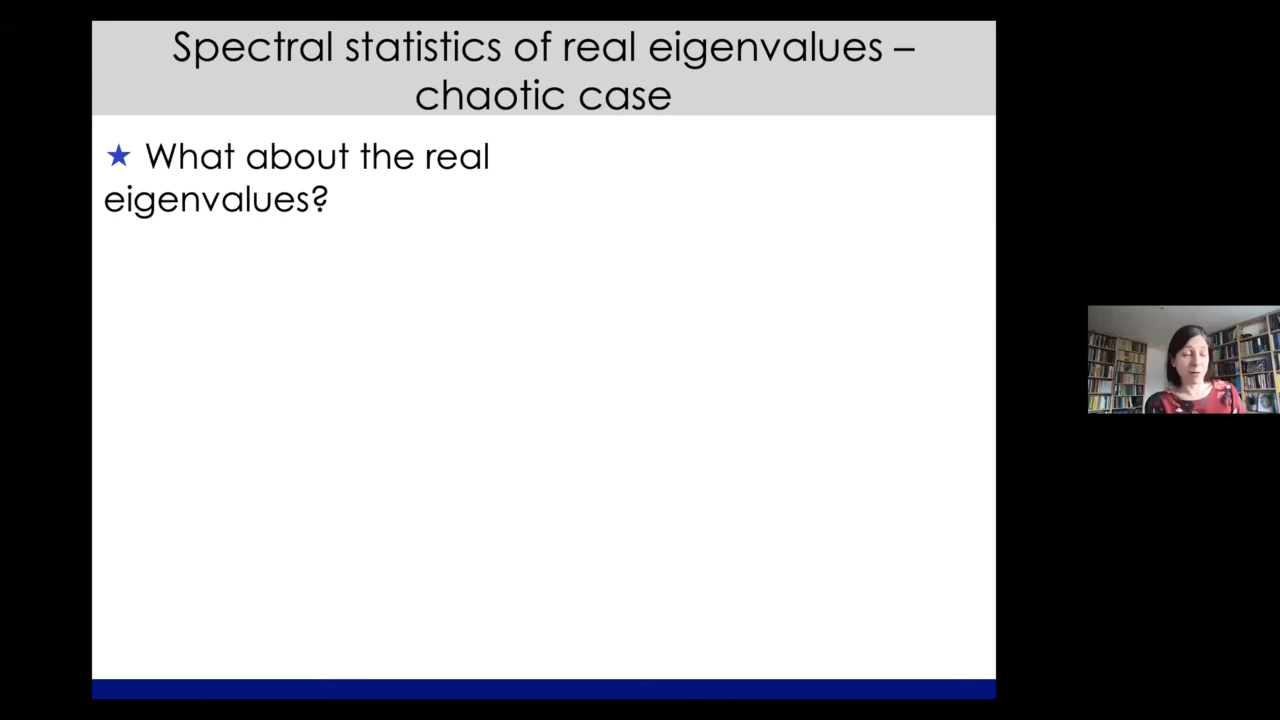 Spectral statistics of real eigenvalues –
chaotic case
★ What about the real
eigenvalues?